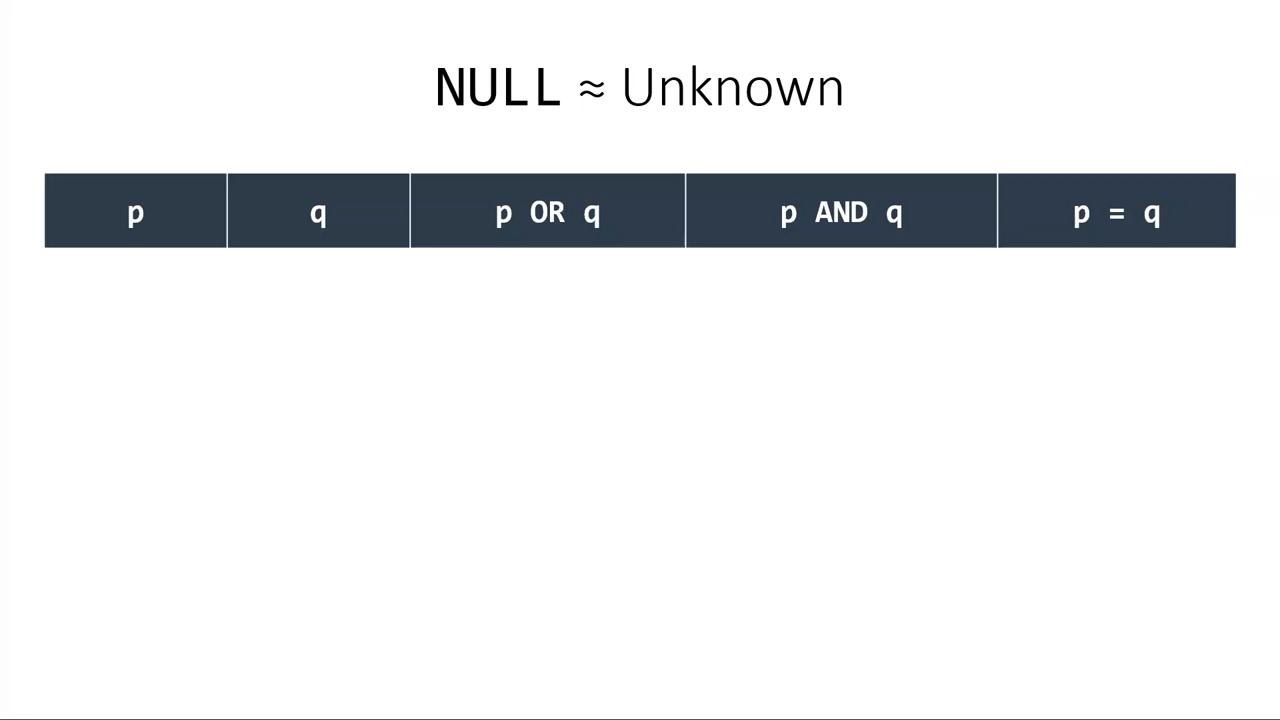 NULL ≈ Unknown
p q p OR q p AND q p = q